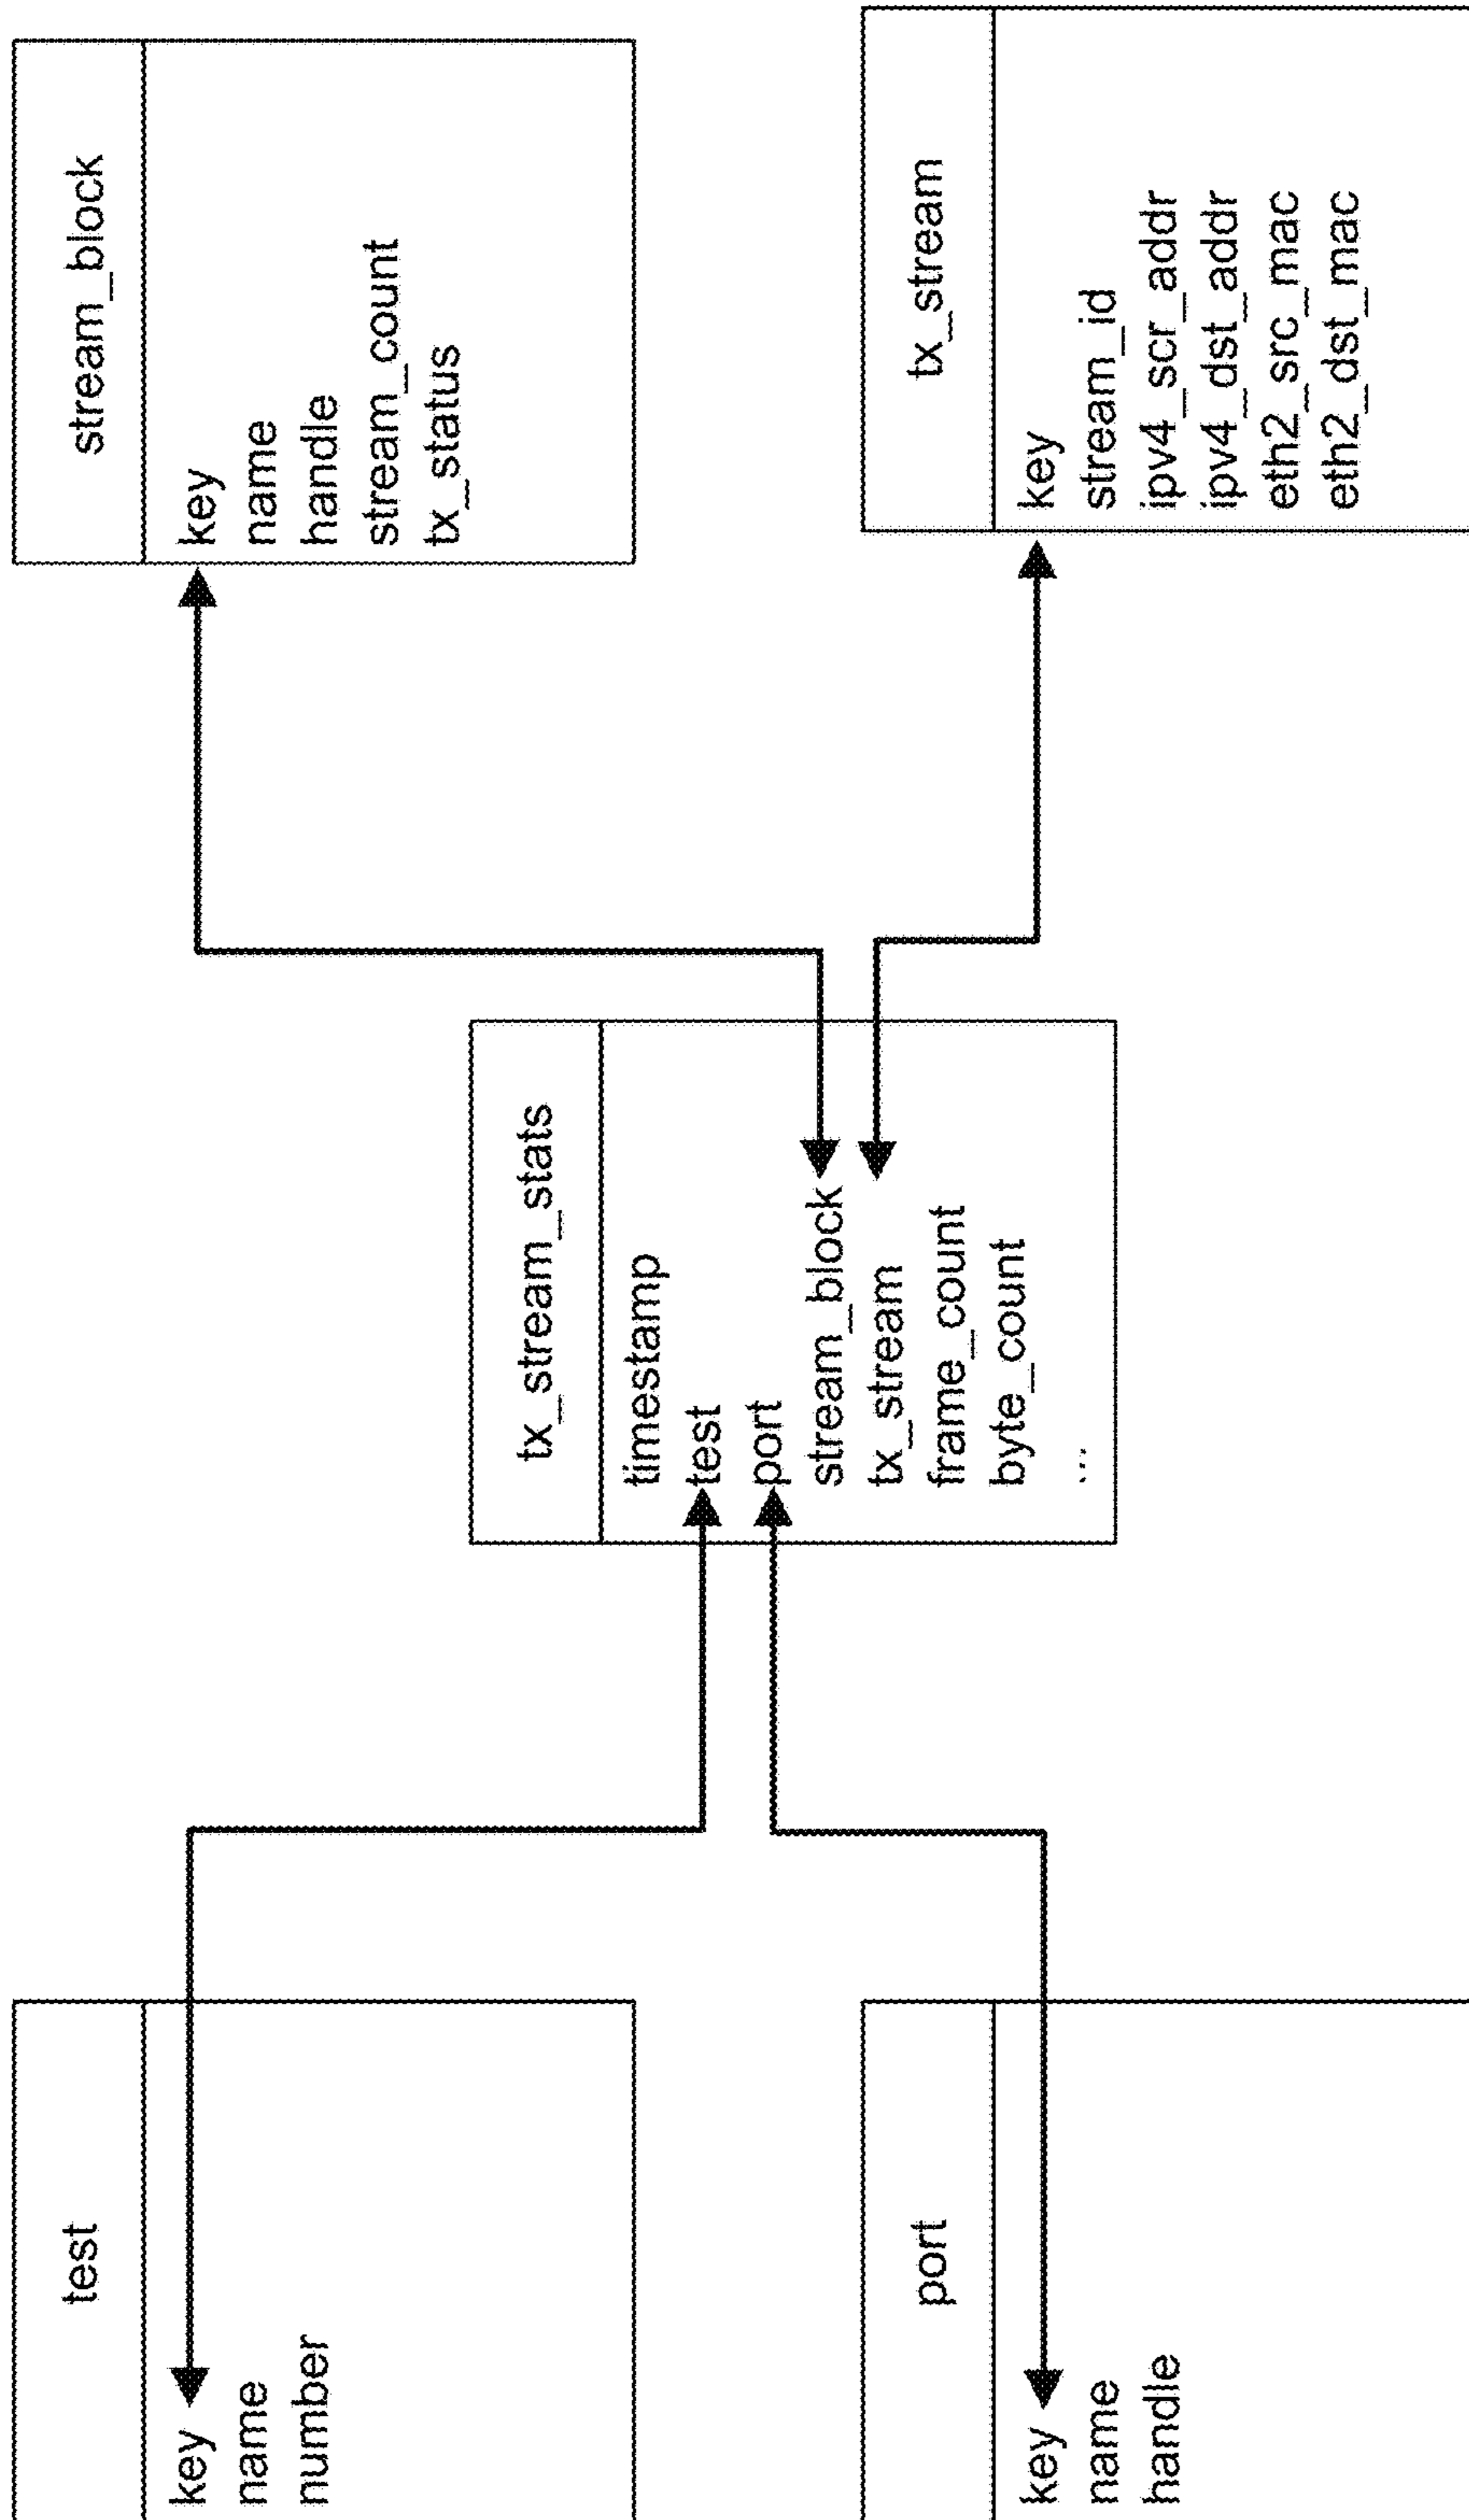 test
key
name
number
port
key
name
handle
tx_stream_stats
timestamp
test
port
stream_block
tx_stream
frame_count
byte_count
...
stream_block
key
name
handle
stream_count
tx_status
tx_stream
key
stream_id
ipv4_scr_addr
ipv4_dst_addr
eth2_src_mac
eth2_dst_mac